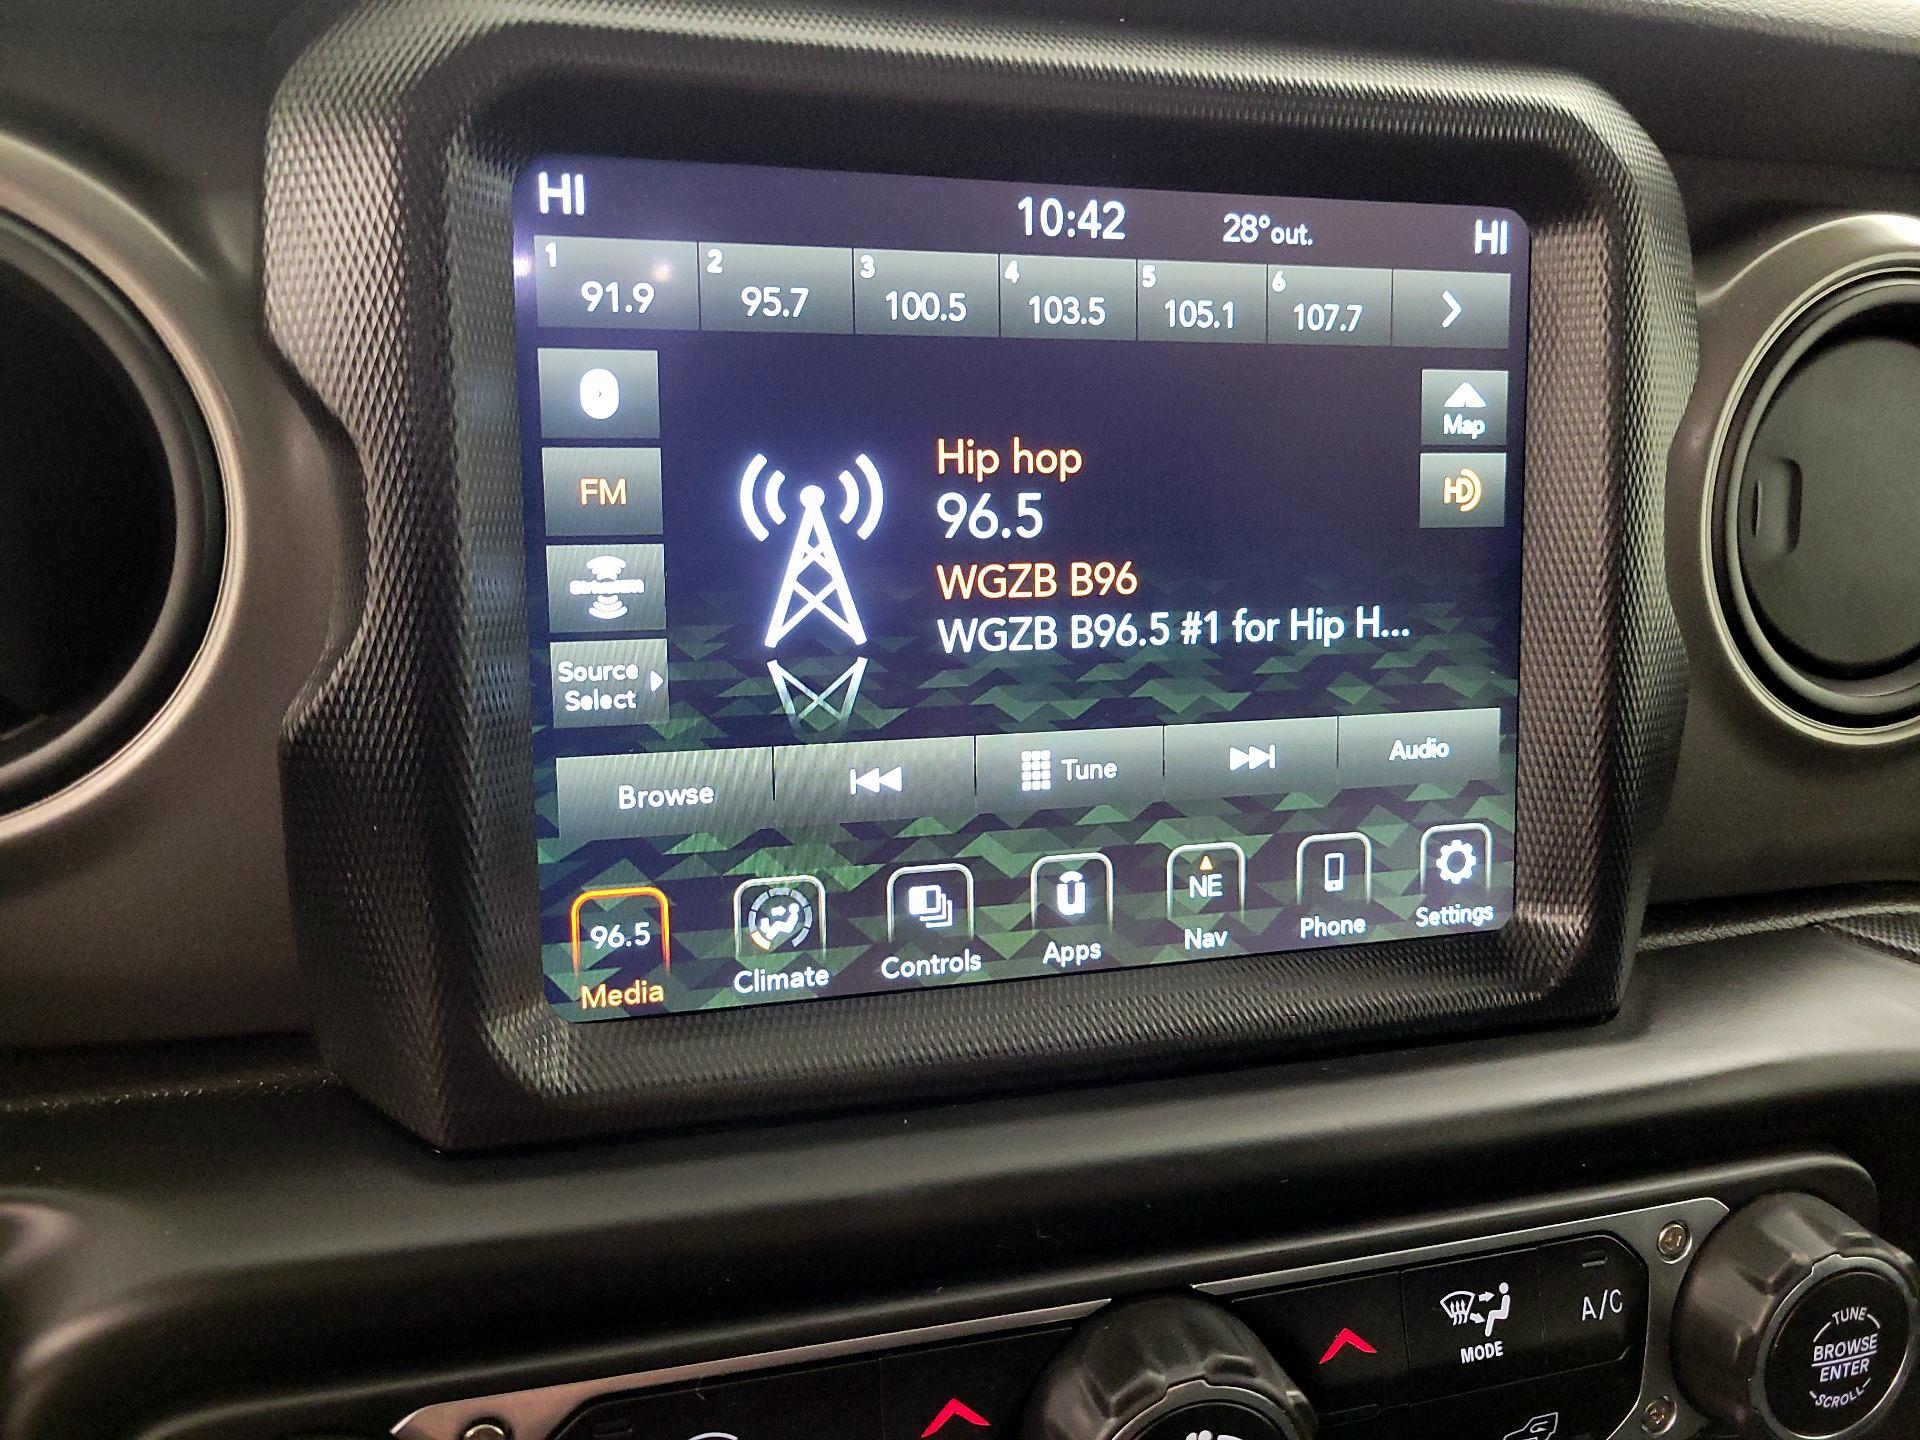 HI
10:42
28°out.
HI
1
91.9
2
95.7
3
100.5
4
103.5
5
105.1
6
107.7
Map
FM
HD
SiriusXM
Source
Select
Hip hop
96.5
WGZB B96
WGZB B96.5 #1 for Hip H...
Browse
Tune
Audio
96.5
Media
Climate
Controls
Apps
NE
Nav
Phone
Settings
MODE
A/C
TUNE
BROWSE
ENTER
SCROLL